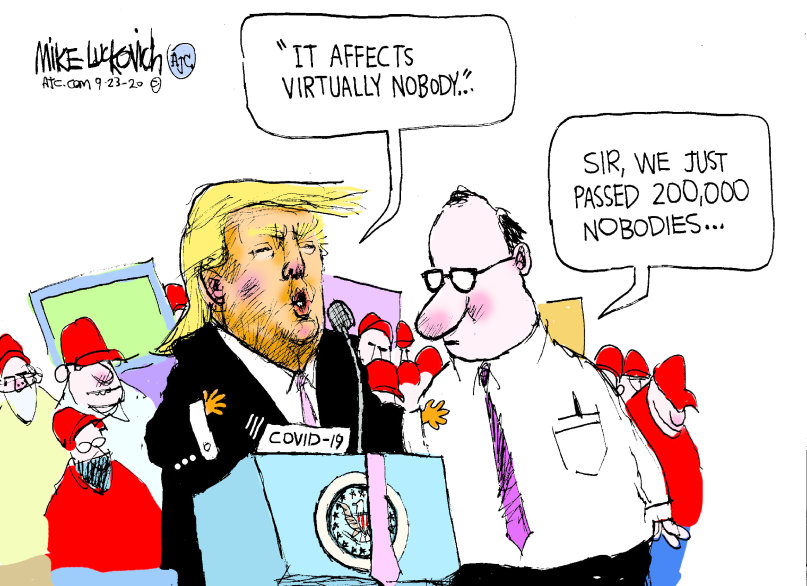 MIKE LUCKOVICH
AJC
AJC.COM 9-23-20 ©
"IT AFFECTS
VIRTUALLY NOBODY..."
SIR, WE JUST
PASSED 200,000
NOBODIES...
COVID-19